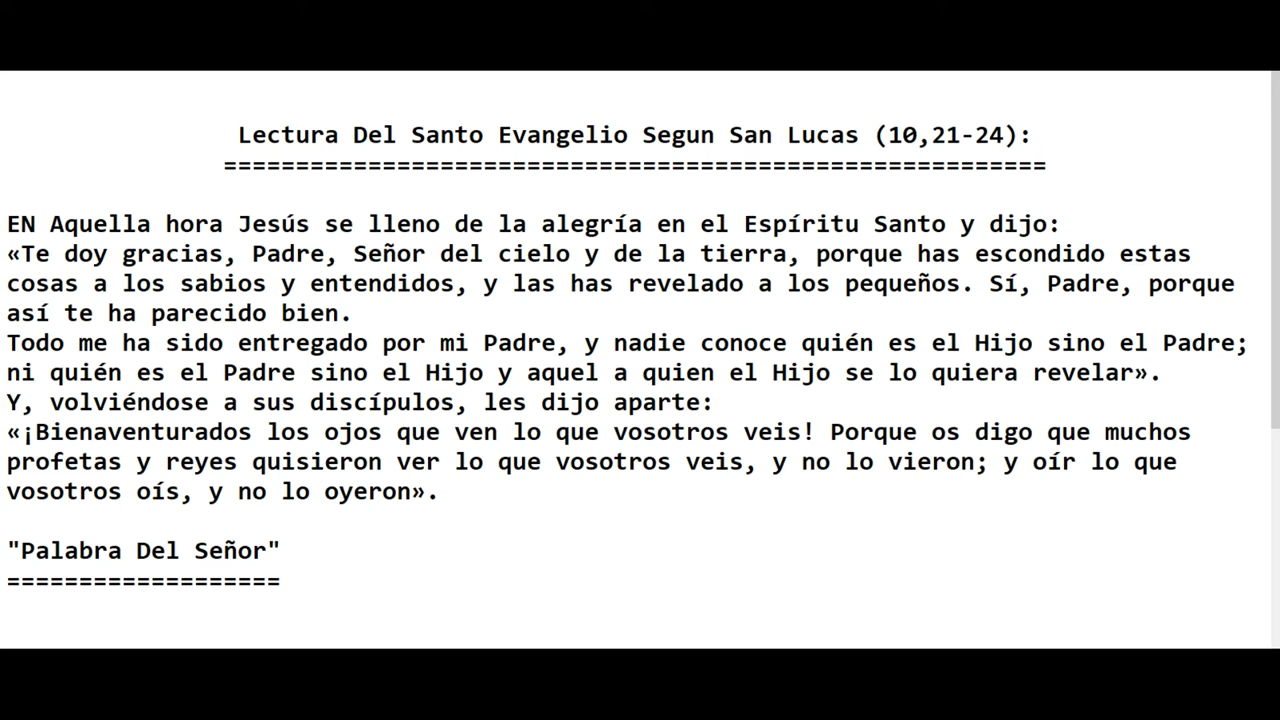 Lectura Del Santo Evangelio Segun San Lucas (10,21-24):
=========================================================
EN Aquella hora Jesús se lleno de la alegría en el Espíritu Santo y dijo:
«Te doy gracias, Padre, Señor del cielo y de la tierra, porque has escondido estas
cosas a los sabios y entendidos, y las has revelado a los pequeños. Sí, Padre, porque
así te ha parecido bien.
Todo me ha sido entregado por mi Padre, y nadie conoce quién es el Hijo sino el Padre;
ni quién es el Padre sino el Hijo y aquel a quien el Hijo se lo quiera revelar».
Y, volviéndose a sus discípulos, les dijo aparte:
«¡Bienaventurados los ojos que ven lo que vosotros veis! Porque os digo que muchos
profetas y reyes quisieron ver lo que vosotros veis, y no lo vieron; y oír lo que
vosotros oís, y no lo oyeron».
"Palabra Del Señor"
===================